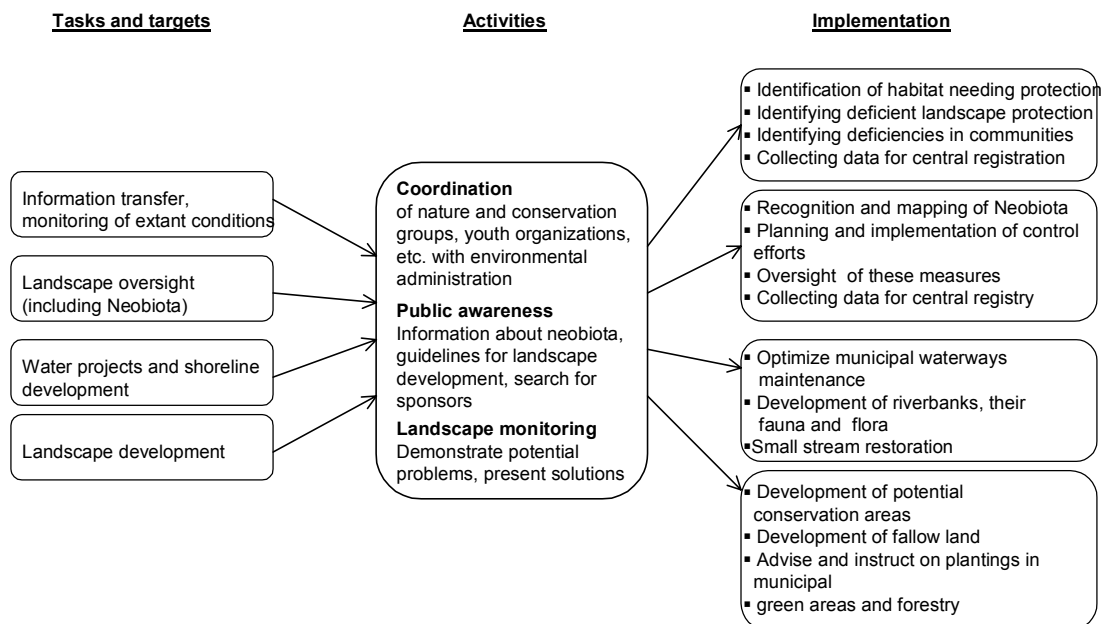 Tasks and targets
Activities
Implementation
Information transfer,
monitoring of extant conditions
Landscape oversight
(including Neobiota)
Water projects and shoreline
development
Landscape development
Coordination
of nature and conservation
groups, youth organizations,
etc. with environmental
administration
Public awareness
Information about neobiota,
guidelines for landscape
development, search for
sponsors
Landscape monitoring
Demonstrate potential
problems, present solutions
▪ Identification of habitat needing protection
▪ Identifying deficient landscape protection
▪ Identifying deficiencies in communities
▪ Collecting data for central registration
▪ Recognition and mapping of Neobiota
▪ Planning and implementation of control
efforts
▪ Oversight of these measures
▪ Collecting data for central registry
▪ Optimize municipal waterways
maintenance
▪ Development of riverbanks, their
fauna and flora
▪ Small stream restoration
▪ Development of potential
conservation areas
▪ Development of fallow land
▪ Advise and instruct on plantings in
municipal
▪ green areas and forestry